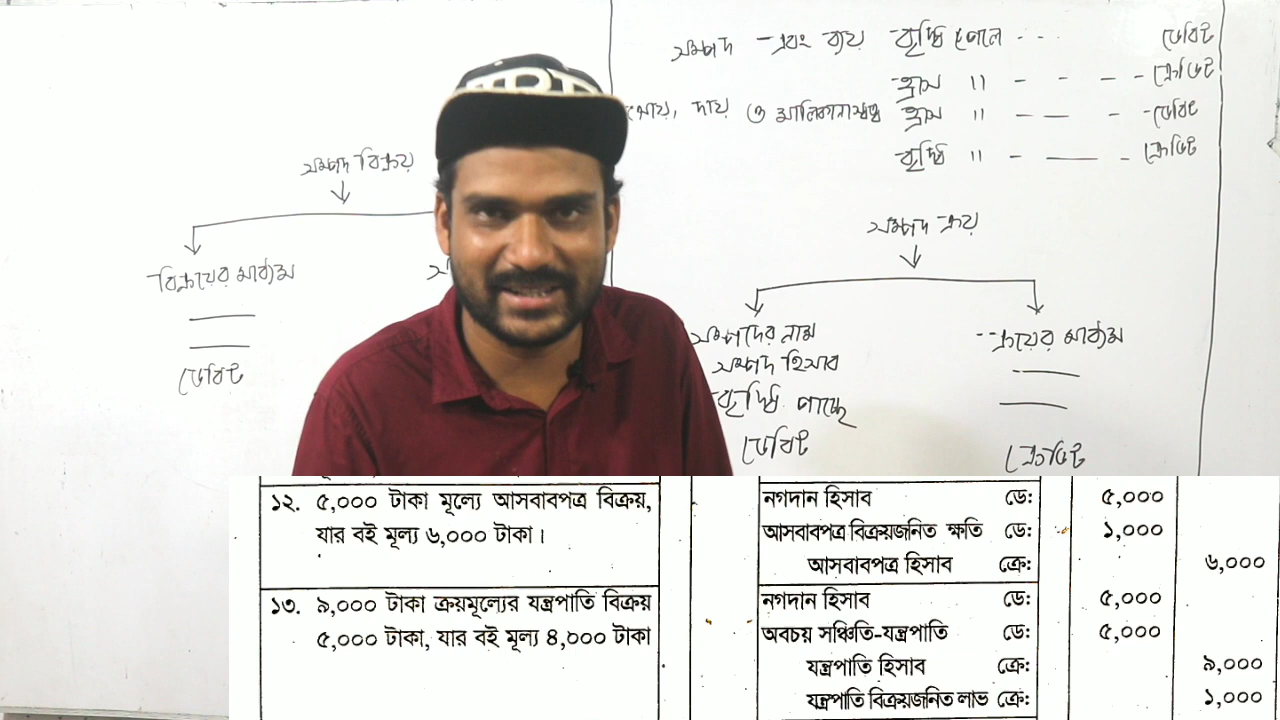 সম্পদ এবং ব্যয় বৃদ্ধি পেলে - - - ডেবিট
হ্রাস " - - - ক্রেডিট
আয়, দায় ও মালিকানাস্বত্ব হ্রাস " - - - ডেবিট
বৃদ্ধি " - - - ক্রেডিট
সম্পদ বিক্রয়
বিক্রয়ের মাধ্যম
ডেবিট
সম্পদ ক্রয়
সম্পদের নাম
সম্পদ হিসাব
বৃদ্ধি পাচ্ছে
ডেবিট
ক্রয়ের মাধ্যম
ক্রেডিট
১২. ৫,০০০ টাকা মূল্যে আসবাবপত্র বিক্রয়,
যার বই মূল্য ৬,০০০ টাকা।
নগদান হিসাব ডে: ৫,০০০
আসবাবপত্র বিক্রয়জনিত ক্ষতি ডে: ১,০০০
আসবাবপত্র হিসাব ক্রে: ৬,০০০
১৩. ৯,০০০ টাকা ক্রয়মূল্যের যন্ত্রপাতি বিক্রয়
৫,০০০ টাকা, যার বই মূল্য ৪,০০০ টাকা
নগদান হিসাব ডে: ৫,০০০
অবচয় সঞ্চিতি-যন্ত্রপাতি ডে: ৫,০০০
যন্ত্রপাতি হিসাব ক্রে: ৯,০০০
যন্ত্রপাতি বিক্রয়জনিত লাভ ক্রে: ১,০০০